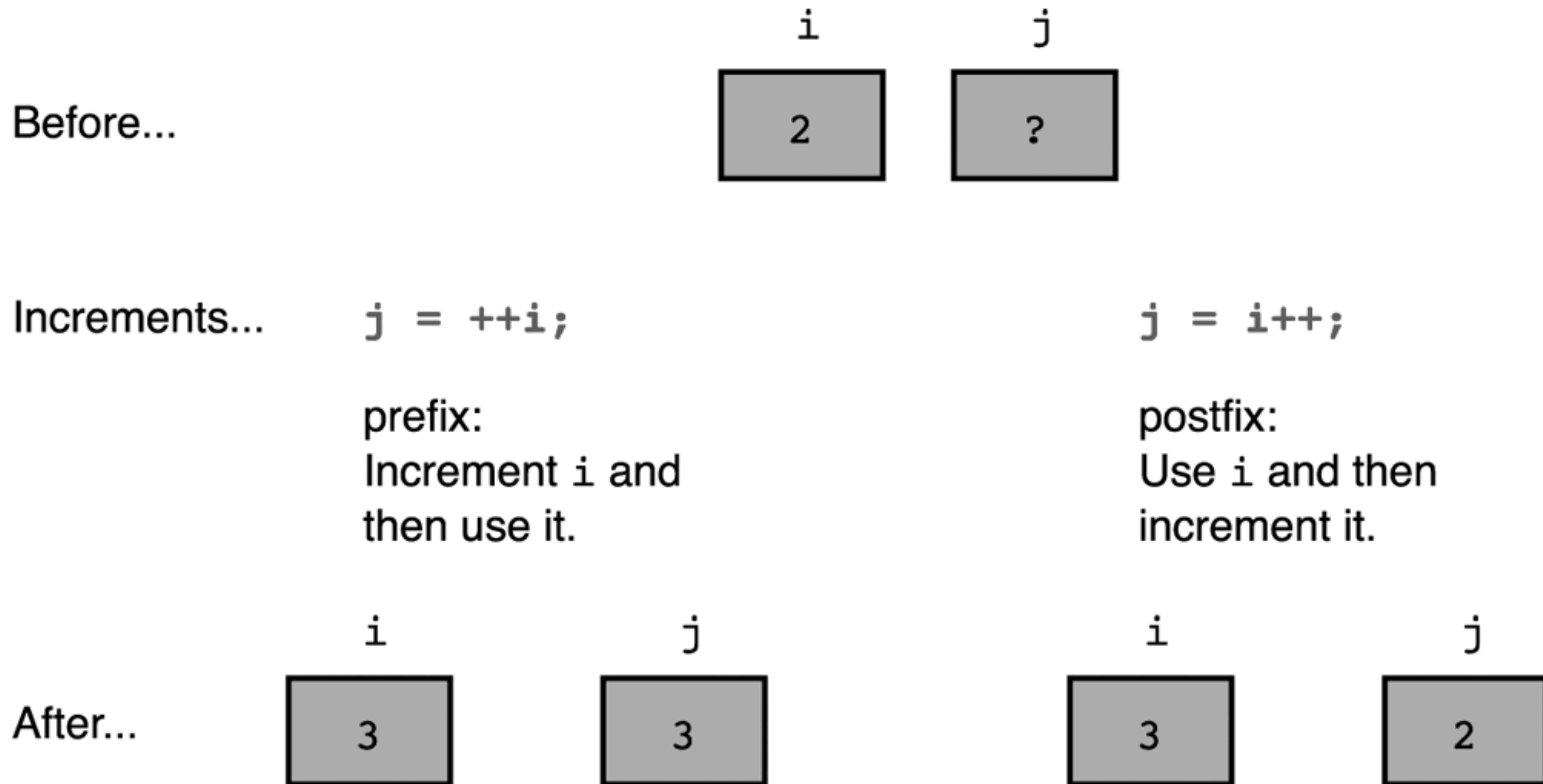 i j
Before... 2 ?
Increments... j = ++i; j = i++;
prefix:
Increment i and
then use it.
postfix:
Use i and then
increment it.
i j i j
After... 3 3 3 2